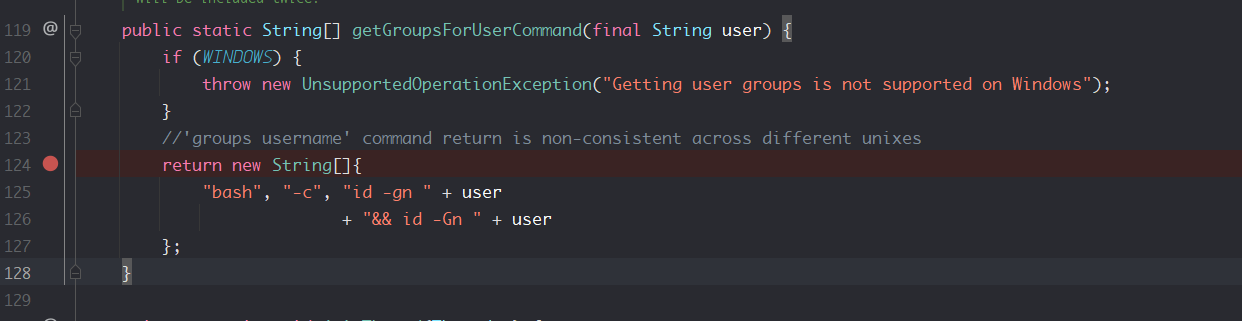 will be included twice.
119 @ public static String[] getGroupsForUserCommand(final String user) {
120 if (WINDOWS) {
121 throw new UnsupportedOperationException("Getting user groups is not supported on Windows");
122 }
123 //'groups username' command return is non-consistent across different unixes
124 return new String[]{
125 "bash", "-c", "id -gn " + user
126 + "&& id -Gn " + user
127 };
128 }
129